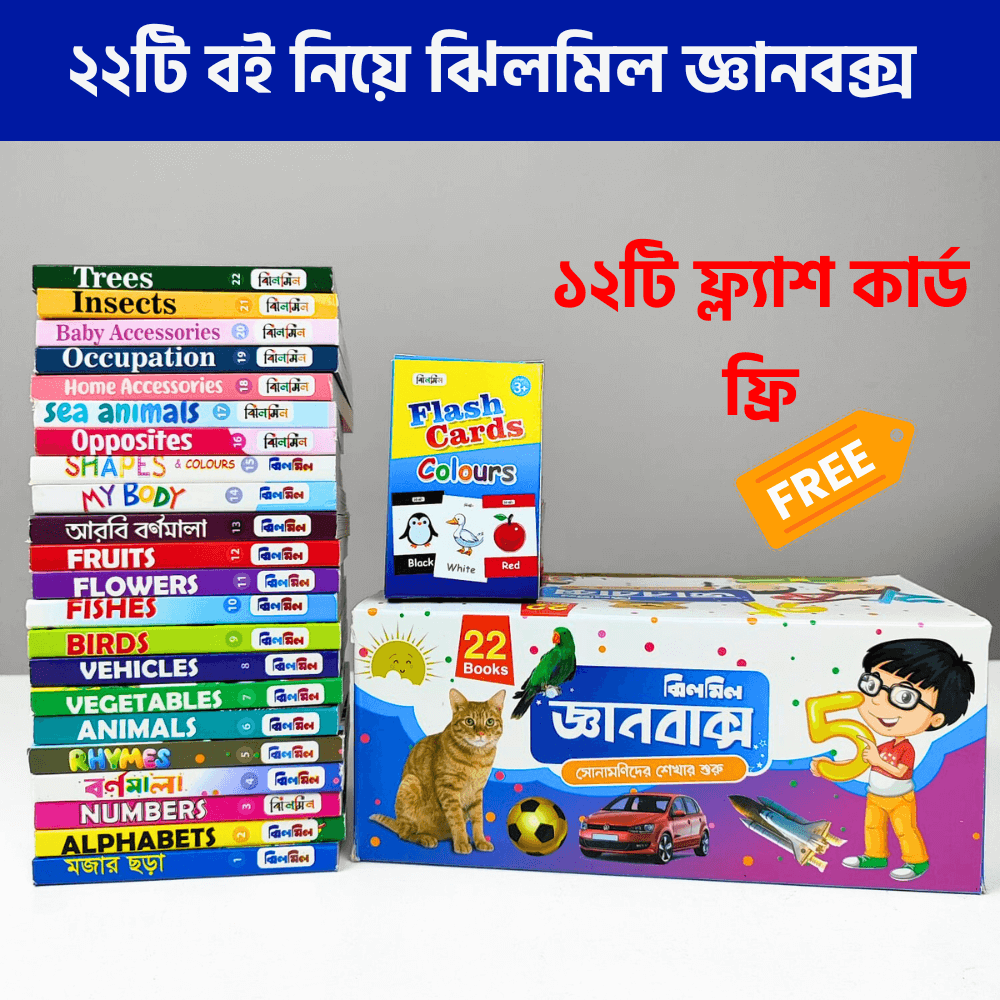 ২২টি বই নিয়ে ঝিলমিল জ্ঞানবক্স
১২টি ফ্ল্যাশ কার্ড
ফ্রি
FREE
Trees 22 ঝিলমিল
Insects 21 ঝিলমিল
Baby Accessories 20 ঝিলমিল
Occupation 19 ঝিলমিল
Home Accessories 18 ঝিলমিল
Sea animals 17 ঝিলমিল
Opposites 16 ঝিলমিল
SHAPES & COLOURS 15 ঝিলমিল
MY BODY 14 ঝিলমিল
আরবি বর্ণমালা 13 ঝিলমিল
FRUITS 12 ঝিলমিল
FLOWERS 11 ঝিলমিল
FISHES 10 ঝিলমিল
BIRDS 9 ঝিলমিল
VEHICLES 8 ঝিলমিল
VEGETABLES 7 ঝিলমিল
ANIMALS 6 ঝিলমিল
RHYMES 5 ঝিলমিল
বর্ণমালা 4 ঝিলমিল
NUMBERS 3 ঝিলমিল
ALPHABETS 2 ঝিলমিল
মজার ছড়া 1 ঝিলমিল
ঝিলমিল
3+
Flash
Cards
Colours
Black White Red
জ্ঞানবাক্স
22
Books
ঝিলমিল
জ্ঞানবাক্স
সোনামণিদের শেখার শুরু
5